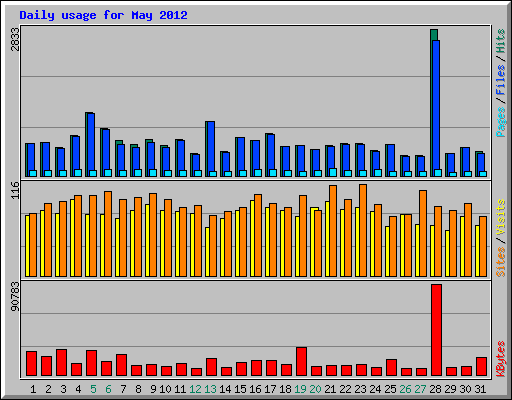 Daily usage for May 2012
2833
Pages / Files / Hits
116
Sites / Visits
90783
KBytes
1 2 3 4 5 6 7 8 9 10 11 12 13 14 15 16 17 18 19 20 21 22 23 24 25 26 27 28 29 30 31